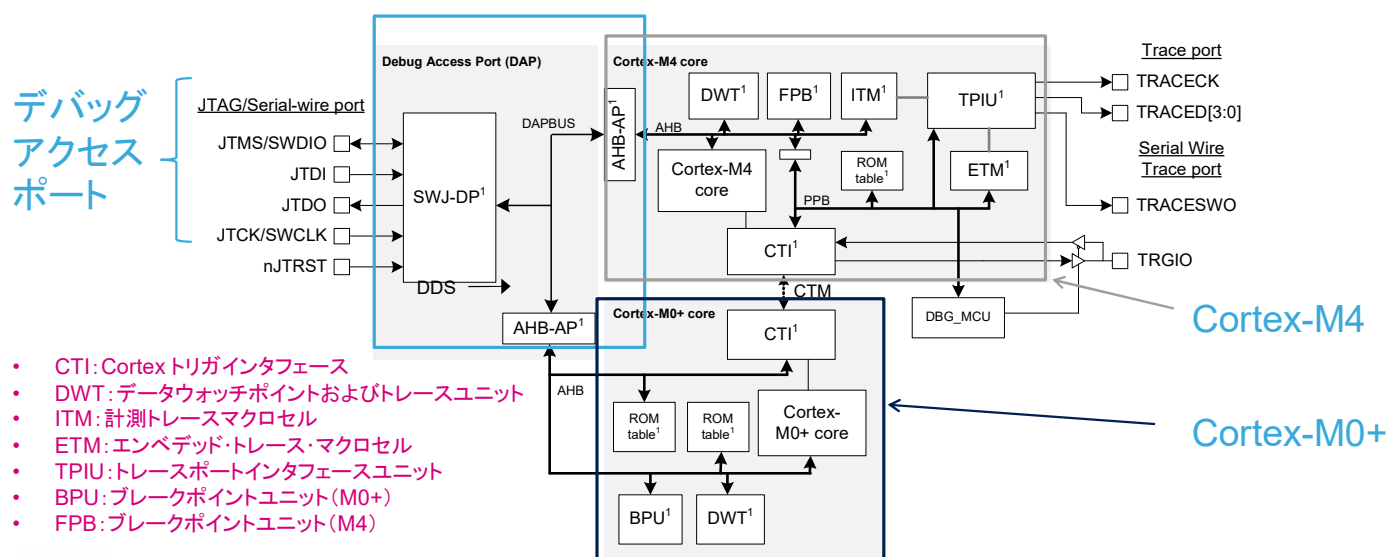 デバッグ
アクセス
ポート
JTAG/Serial-wire port
JTMS/SWDIO
JTDI
JTDO
JTCK/SWCLK
nJTRST
Debug Access Port (DAP)
SWJ-DP1
DDS
DAPBUS
AHB-AP1
AHB-AP1
Cortex-M4 core
AHB
DWT1
FPB1
ITM1
TPIU1
Cortex-M4
core
ROM
table1
ETM1
PPB
CTI1
Trace port
TRACECK
TRACED[3:0]
Serial Wire
Trace port
TRACESWO
TRGIO
DBG_MCU
CTM
Cortex-M4
Cortex-M0+ core
CTI1
AHB
ROM
table1
ROM
table1
Cortex-
M0+ core
BPU1
DWT1
Cortex-M0+
• CTI：Cortex トリガインタフェース
• DWT：データウォッチポイントおよびトレースユニット
• ITM：計測トレースマクロセル
• ETM：エンベデッド・トレース・マクロセル
• TPIU：トレースポートインタフェースユニット
• BPU：ブレークポイントユニット（M0+）
• FPB：ブレークポイントユニット（M4）